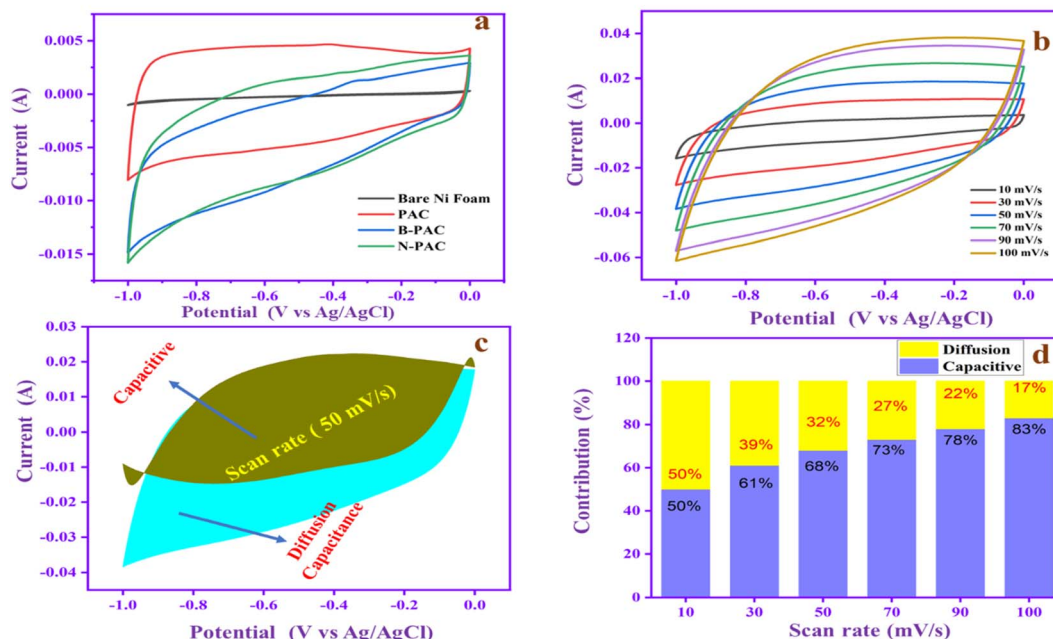 a
0.005
0.000
-0.005
-0.010
-0.015
Current (A)
Bare Ni Foam
PAC
B-PAC
N-PAC
-1.0 -0.8 -0.6 -0.4 -0.2 0.0
Potential (V vs Ag/AgCl)
b
0.04
0.02
0.00
-0.02
-0.04
-0.06
Current (A)
10 mV/s
30 mV/s
50 mV/s
70 mV/s
90 mV/s
100 mV/s
-1.0 -0.8 -0.6 -0.4 -0.2 0.0
Potential (V vs Ag/AgCl)
c
0.03
0.02
0.01
0.00
-0.01
-0.02
-0.03
-0.04
Current (A)
Capacitive
Scan rate ( 50 mV/s)
Diffusion
Capacitance
-1.0 -0.8 -0.6 -0.4 -0.2 0.0
Potential (V vs Ag/AgCl)
d
Diffusion
Capacitive
120
100
80
60
40
20
0
Contribution (%)
50% 39% 32% 27% 22% 17%
50% 61% 68% 73% 78% 83%
10 30 50 70 90 100
Scan rate (mV/s)